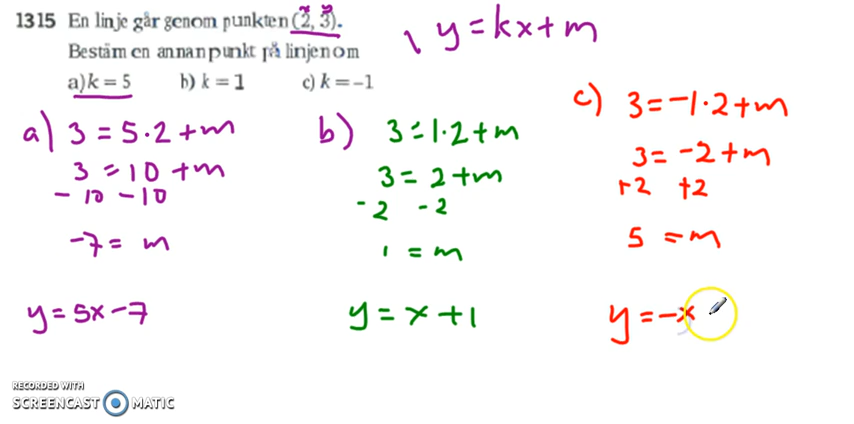 1315 En linje går genom punkten (2, 3).
x y
Bestäm en annan punkt på linjen om
a) k = 5 b) k = 1 c) k = −1
y = kx + m
a) 3 = 5·2 + m
3 = 10 + m
- 10 - 10
-7 = m
y = 5x - 7
b) 3 = 1·2 + m
3 = 2 + m
- 2 - 2
1 = m
y = x + 1
c) 3 = -1·2 + m
3 = -2 + m
+2 +2
5 = m
y = -x
RECORDED WITH
SCREENCAST MATIC